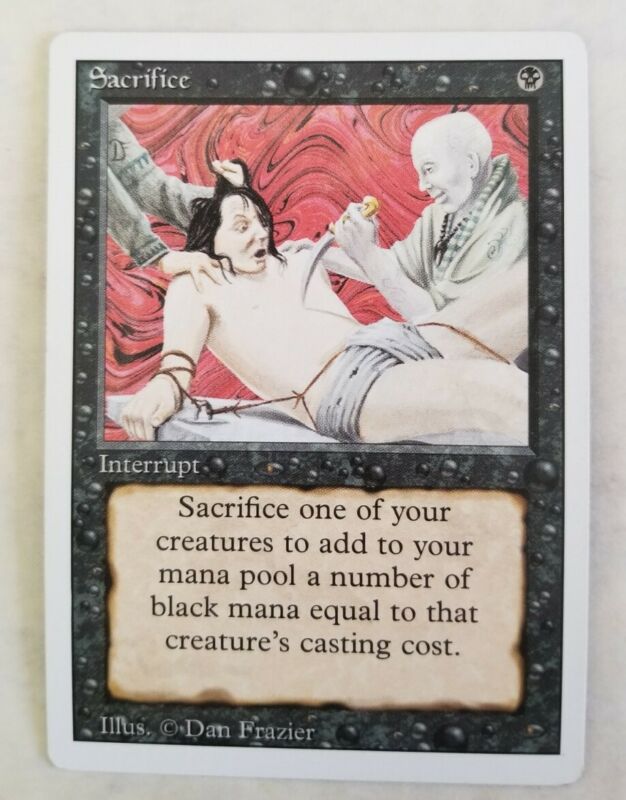 Sacrifice
Interrupt
Sacrifice one of your
creatures to add to your
mana pool a number of
black mana equal to that
creature's casting cost.
Illus. © Dan Frazier